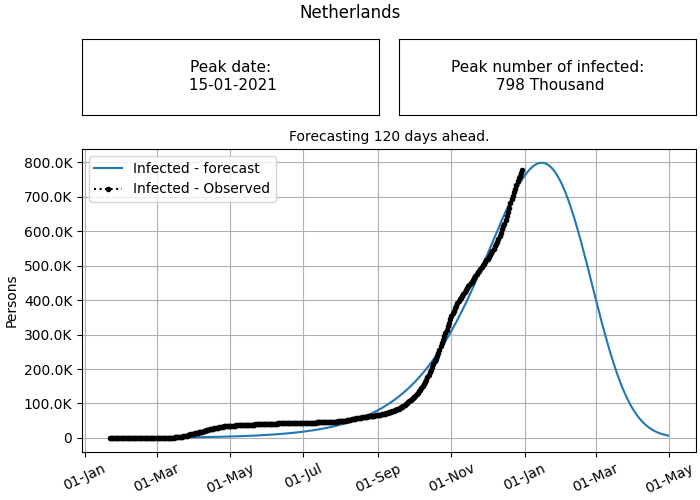 Netherlands
Peak date:
15-01-2021
Peak number of infected:
798 Thousand
Forecasting 120 days ahead.
Infected - forecast
Infected - Observed
800.0K
700.0K
600.0K
500.0K
400.0K
300.0K
200.0K
100.0K
0
Persons
01-Jan
01-Mar
01-May
01-Jul
01-Sep
01-Nov
01-Jan
01-Mar
01-May